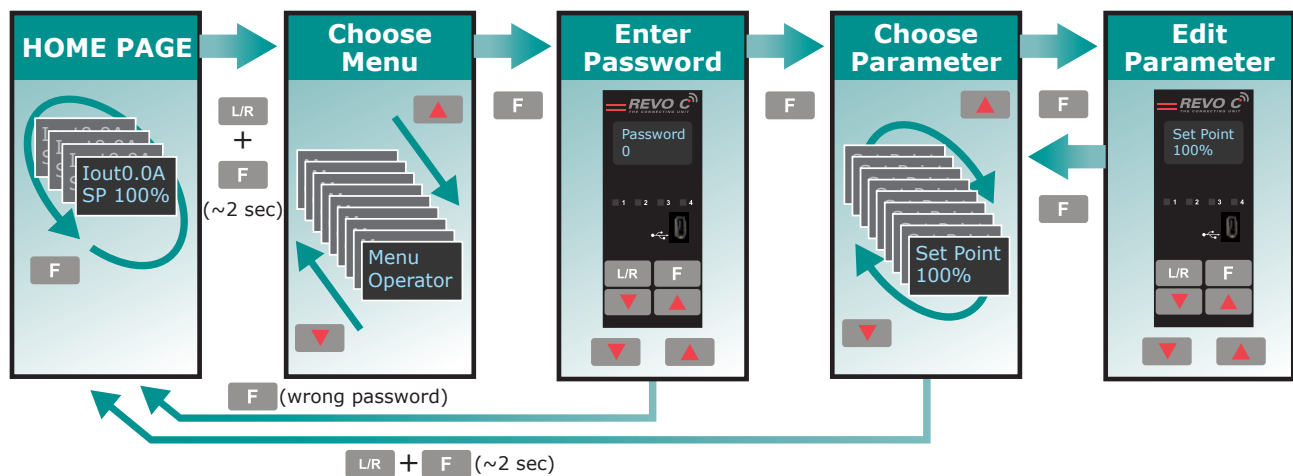 HOME PAGE
Iout0.0A
SP 100%
F
L/R
+
F
(~2 sec)
Choose
Menu
Menu
Operator
F
Enter
Password
REVO C
THE CONNECTING UNIT
Password
0
1 2 3 4
L/R F
F
Choose
Parameter
Set Point
100%
F
F
Edit
Parameter
REVO C
THE CONNECTING UNIT
Set Point
100%
1 2 3 4
L/R F
F (wrong password)
L/R + F (~2 sec)